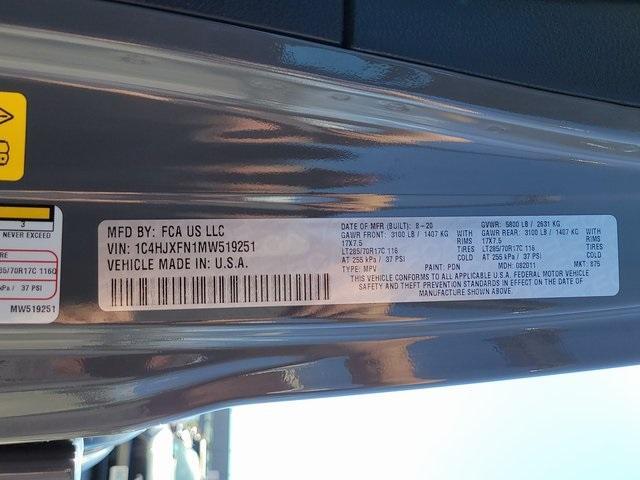 MFD BY: FCA US LLC
VIN: 1C4HJXFN1MW519251
VEHICLE MADE IN: U.S.A.
DATE OF MFR (BUILT): 8-20
GVWR: 5800 LB / 2631 KG
GAWR FRONT: 3100 LB / 1407 KG WITH
GAWR REAR: 3100 LB / 1407 KG WITH
17X7.5 RIMS
17X7.5 RIMS
LT285/70R17C 116 TIRES
LT285/70R17C 116 TIRES
AT 255 kPa / 37 PSI COLD
AT 255 kPa / 37 PSI COLD
TYPE: MPV PAINT: PDN MDH: 082011 MKT: 875
THIS VEHICLE CONFORMS TO ALL APPLICABLE U.S.A. FEDERAL MOTOR VEHICLE
SAFETY AND THEFT PREVENTION STANDARDS IN EFFECT ON THE DATE OF
MANUFACTURE SHOWN ABOVE.
3
NEVER EXCEED
RE
85/70R17C 116Q
kPa / 37 PSI
MW519251